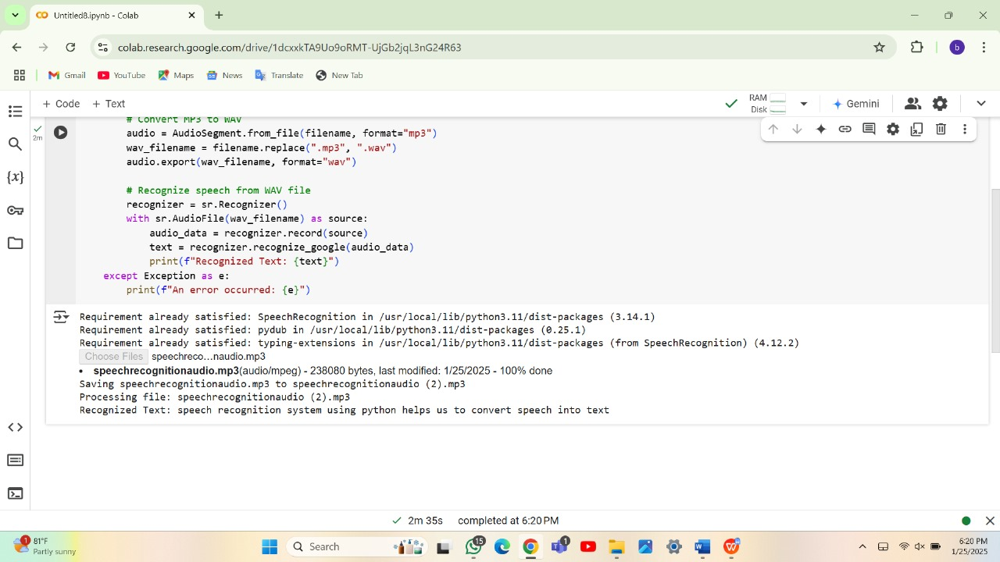 Untitled8.ipynb - Colab
colab.research.google.com/drive/1dcxxkTA9Uo9oRMT-UjGb2jqL3nG24R63
b
Gmail YouTube Maps News Translate New Tab
+ Code + Text
RAM
Disk
Gemini
2m
# Convert MP3 to WAV
audio = AudioSegment.from_file(filename, format="mp3")
wav_filename = filename.replace(".mp3", ".wav")
audio.export(wav_filename, format="wav")
# Recognize speech from WAV file
recognizer = sr.Recognizer()
with sr.AudioFile(wav_filename) as source:
audio_data = recognizer.record(source)
text = recognizer.recognize_google(audio_data)
print(f"Recognized Text: {text}")
except Exception as e:
print(f"An error occurred: {e}")
Requirement already satisfied: SpeechRecognition in /usr/local/lib/python3.11/dist-packages (3.14.1)
Requirement already satisfied: pydub in /usr/local/lib/python3.11/dist-packages (0.25.1)
Requirement already satisfied: typing-extensions in /usr/local/lib/python3.11/dist-packages (from SpeechRecognition) (4.12.2)
Choose Files speechreco...naudio.mp3
• speechrecognitionaudio.mp3(audio/mpeg) - 238080 bytes, last modified: 1/25/2025 - 100% done
Saving speechrecognitionaudio.mp3 to speechrecognitionaudio (2).mp3
Processing file: speechrecognitionaudio (2).mp3
Recognized Text: speech recognition system using python helps us to convert speech into text
2m 35s completed at 6:20 PM
1
81°F
Partly sunny
Search
15
1
6:20 PM
1/25/2025